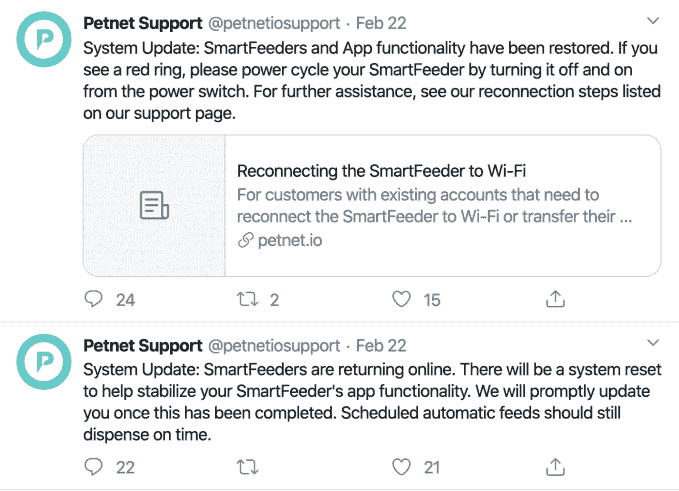 Petnet Support @petnetiosupport · Feb 22
System Update: SmartFeeders and App functionality have been restored. If you
see a red ring, please power cycle your SmartFeeder by turning it off and on
from the power switch. For further assistance, see our reconnection steps listed
on our support page.
Reconnecting the SmartFeeder to Wi-Fi
For customers with existing accounts that need to
reconnect the SmartFeeder to Wi-Fi or transfer their ...
petnet.io
24 2 15
Petnet Support @petnetiosupport · Feb 22
System Update: SmartFeeders are returning online. There will be a system reset
to help stabilize your SmartFeeder's app functionality. We will promptly update
you once this has been completed. Scheduled automatic feeds should still
dispense on time.
22 21